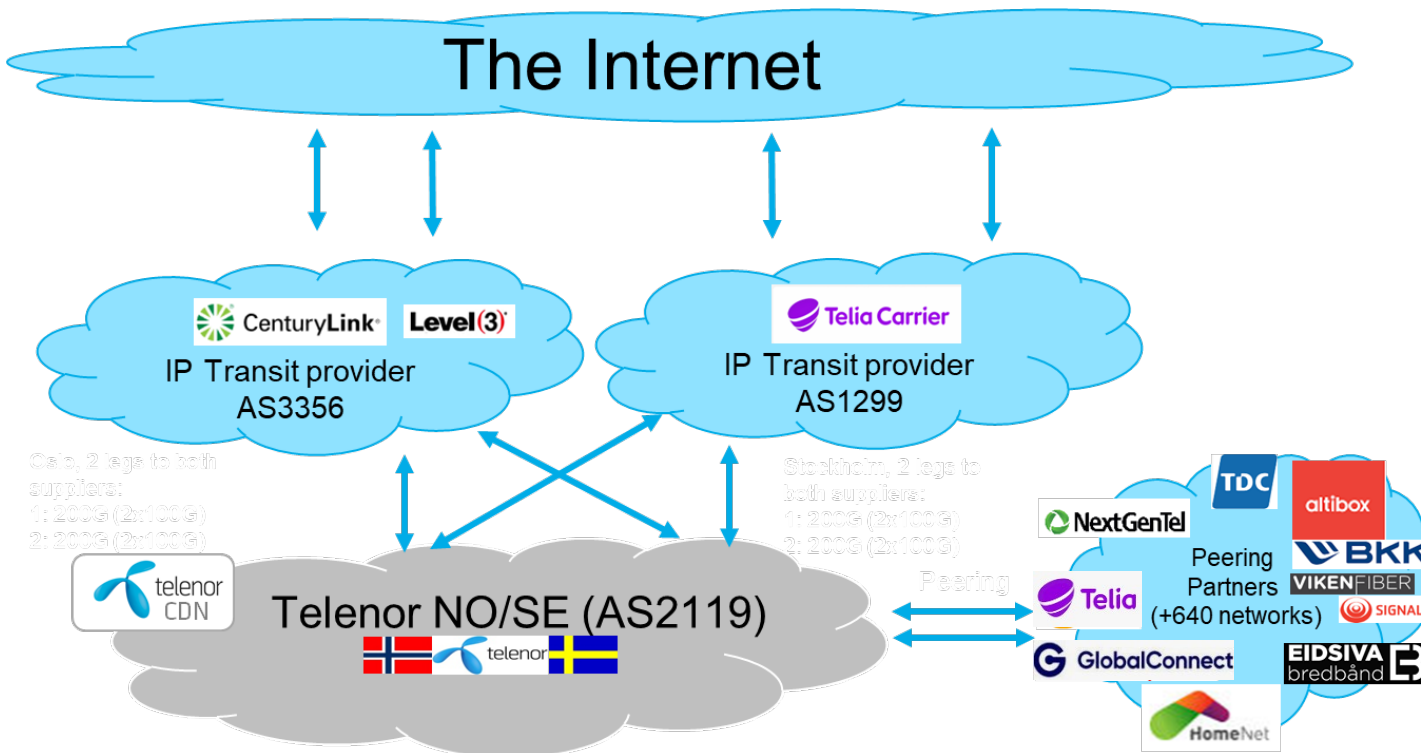 The Internet
CenturyLink®
Level(3)®
IP Transit provider
AS3356
Telia Carrier
IP Transit provider
AS1299
Oslo, 2 legs to both
suppliers:
1: 200G (2x100G)
2: 200G (2x100G)
Stockholm, 2 legs to
both suppliers:
1: 200G (2x100G)
2: 200G (2x100G)
telenor
CDN
Telenor NO/SE (AS2119)
telenor
Peering
TDC
altibox
NextGenTel
BKK
Peering
Partners
(+640 networks)
VIKENFIBER
Telia
SIGNAL
GlobalConnect
EIDSIVA
bredbånd
HomeNet